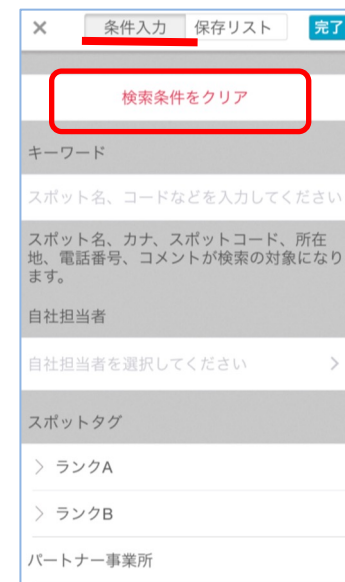 × 条件入力 保存リスト 完了
検索条件をクリア
キーワード
スポット名、コードなどを入力してください
スポット名、カナ、スポットコード、所在
地、電話番号、コメントが検索の対象になり
ます。
自社担当者
自社担当者を選択してください
スポットタグ
ランクA
ランクB
パートナー事業所